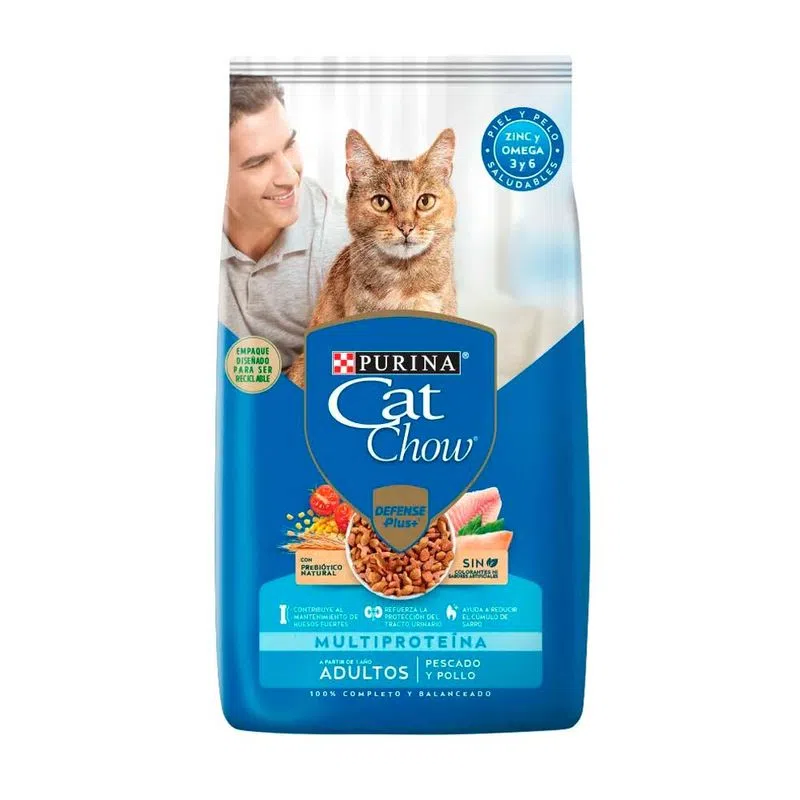 PIEL Y PELO
ZINC y
OMEGA
3 y 6
SALUDABLES
EMPAQUE
DISEÑADO
PARA SER
RECICLABLE
PURINA®
Cat
Chow®
DEFENSE
Plus+
CON
PREBIÓTICO
NATURAL
SIN
COLORANTES NI
SABORES ARTIFICIALES
CONTRIBUYE AL
MANTENIMIENTO DE
HUESOS FUERTES
REFUERZA LA
PROTECCIÓN DEL
TRACTO URINARIO
AYUDA A REDUCIR
EL CÚMULO DE
SARRO
MULTIPROTEÍNA
A PARTIR DE 1 AÑO
ADULTOS
PESCADO
Y POLLO
100% COMPLETO Y BALANCEADO